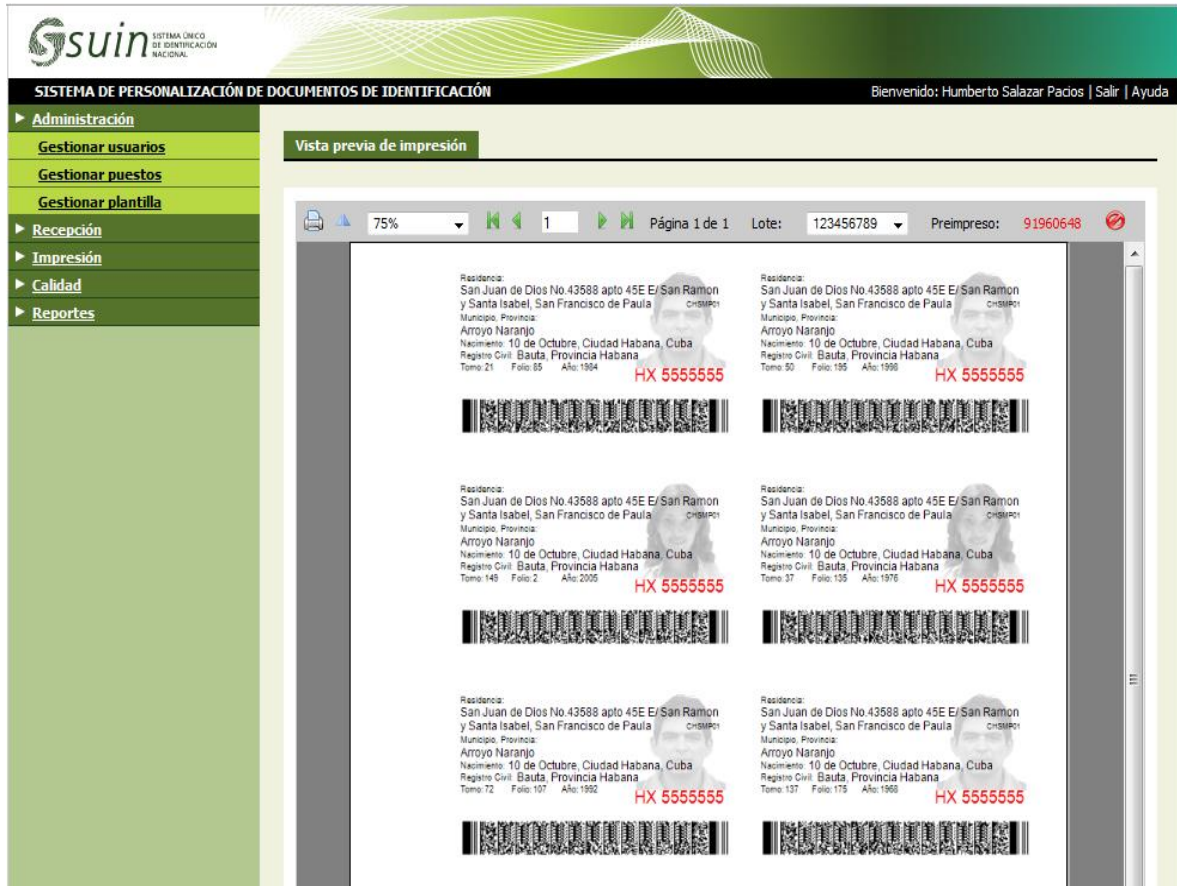 suin SISTEMA ÚNICO
DE IDENTIFICACIÓN
NACIONAL
SISTEMA DE PERSONALIZACIÓN DE DOCUMENTOS DE IDENTIFICACIÓN
Bienvenido: Humberto Salazar Pacios | Salir | Ayuda
Administración
Gestionar usuarios
Gestionar puestos
Gestionar plantilla
Recepción
Impresión
Calidad
Reportes
Vista previa de impresión
75% 1 Página 1 de 1 Lote: 123456789 Preimpreso: 91960648
Residencia:
San Juan de Dios No.43588 apto 45E E/ San Ramon
y Santa Isabel, San Francisco de Paula CHSMP01
Municipio, Provincia:
Arroyo Naranjo
Nacimiento: 10 de Octubre, Ciudad Habana, Cuba
Registro Civil: Bauta, Provincia Habana
Tomo: 21 Folio: 85 Año: 1984
HX 5555555
Residencia:
San Juan de Dios No.43588 apto 45E E/ San Ramon
y Santa Isabel, San Francisco de Paula CHSMP01
Municipio, Provincia:
Arroyo Naranjo
Nacimiento: 10 de Octubre, Ciudad Habana, Cuba
Registro Civil: Bauta, Provincia Habana
Tomo: 50 Folio: 195 Año: 1998
HX 5555555
Residencia:
San Juan de Dios No.43588 apto 45E E/ San Ramon
y Santa Isabel, San Francisco de Paula CHSMP01
Municipio, Provincia:
Arroyo Naranjo
Nacimiento: 10 de Octubre, Ciudad Habana, Cuba
Registro Civil: Bauta, Provincia Habana
Tomo: 149 Folio: 2 Año: 2005
HX 5555555
Residencia:
San Juan de Dios No.43588 apto 45E E/ San Ramon
y Santa Isabel, San Francisco de Paula CHSMP01
Municipio, Provincia:
Arroyo Naranjo
Nacimiento: 10 de Octubre, Ciudad Habana, Cuba
Registro Civil: Bauta, Provincia Habana
Tomo: 37 Folio: 135 Año: 1976
HX 5555555
Residencia:
San Juan de Dios No.43588 apto 45E E/ San Ramon
y Santa Isabel, San Francisco de Paula CHSMP01
Municipio, Provincia:
Arroyo Naranjo
Nacimiento: 10 de Octubre, Ciudad Habana, Cuba
Registro Civil: Bauta, Provincia Habana
Tomo: 72 Folio: 107 Año: 1992
HX 5555555
Residencia:
San Juan de Dios No.43588 apto 45E E/ San Ramon
y Santa Isabel, San Francisco de Paula CHSMP01
Municipio, Provincia:
Arroyo Naranjo
Nacimiento: 10 de Octubre, Ciudad Habana, Cuba
Registro Civil: Bauta, Provincia Habana
Tomo: 137 Folio: 175 Año: 1968
HX 5555555